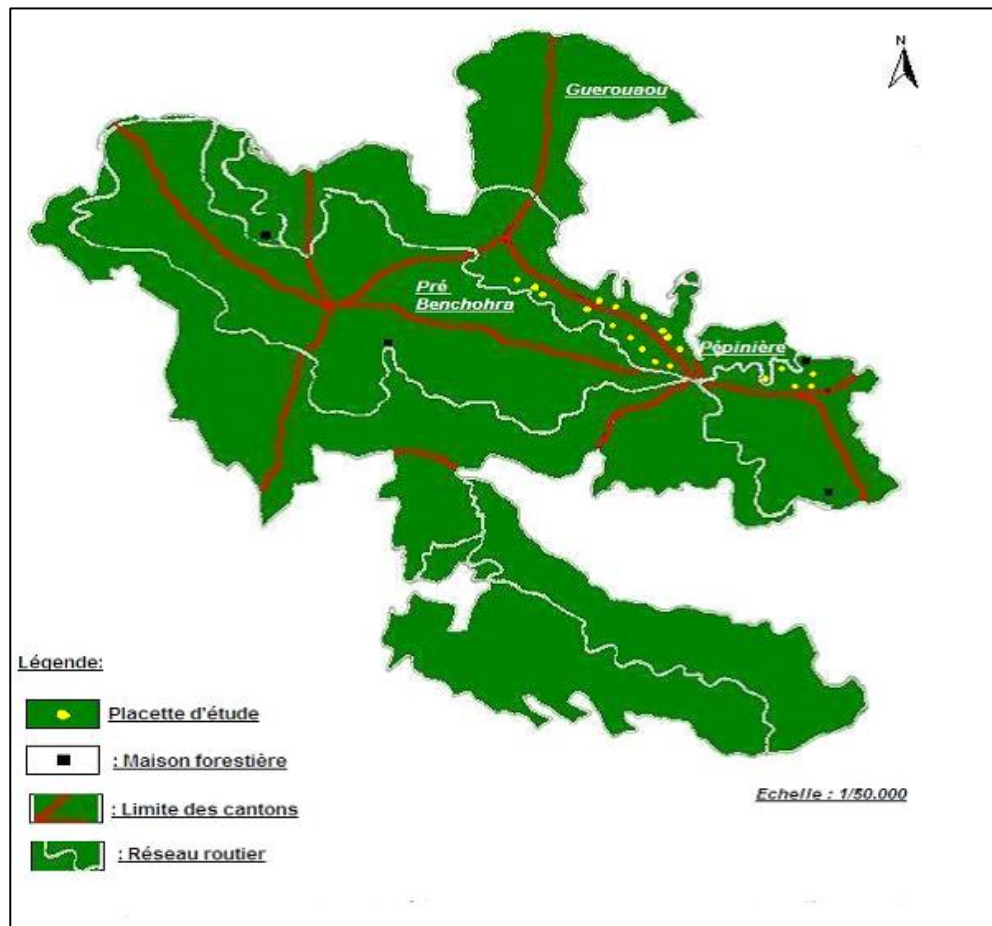 N
Guerouaou
Pré
Benchohra
Pépinière
Légende:
Placette d'étude
: Maison forestière
Echelle : 1/50.000
: Limite des cantons
: Réseau routier